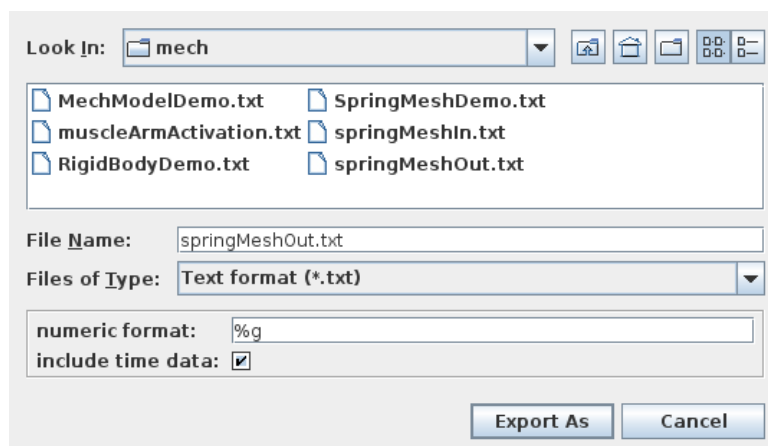 Look In: mech
MechModelDemo.txt SpringMeshDemo.txt
muscleArmActivation.txt springMeshIn.txt
RigidBodyDemo.txt springMeshOut.txt
File Name: springMeshOut.txt
Files of Type: Text format (*.txt)
numeric format: %g
include time data:
Export As Cancel